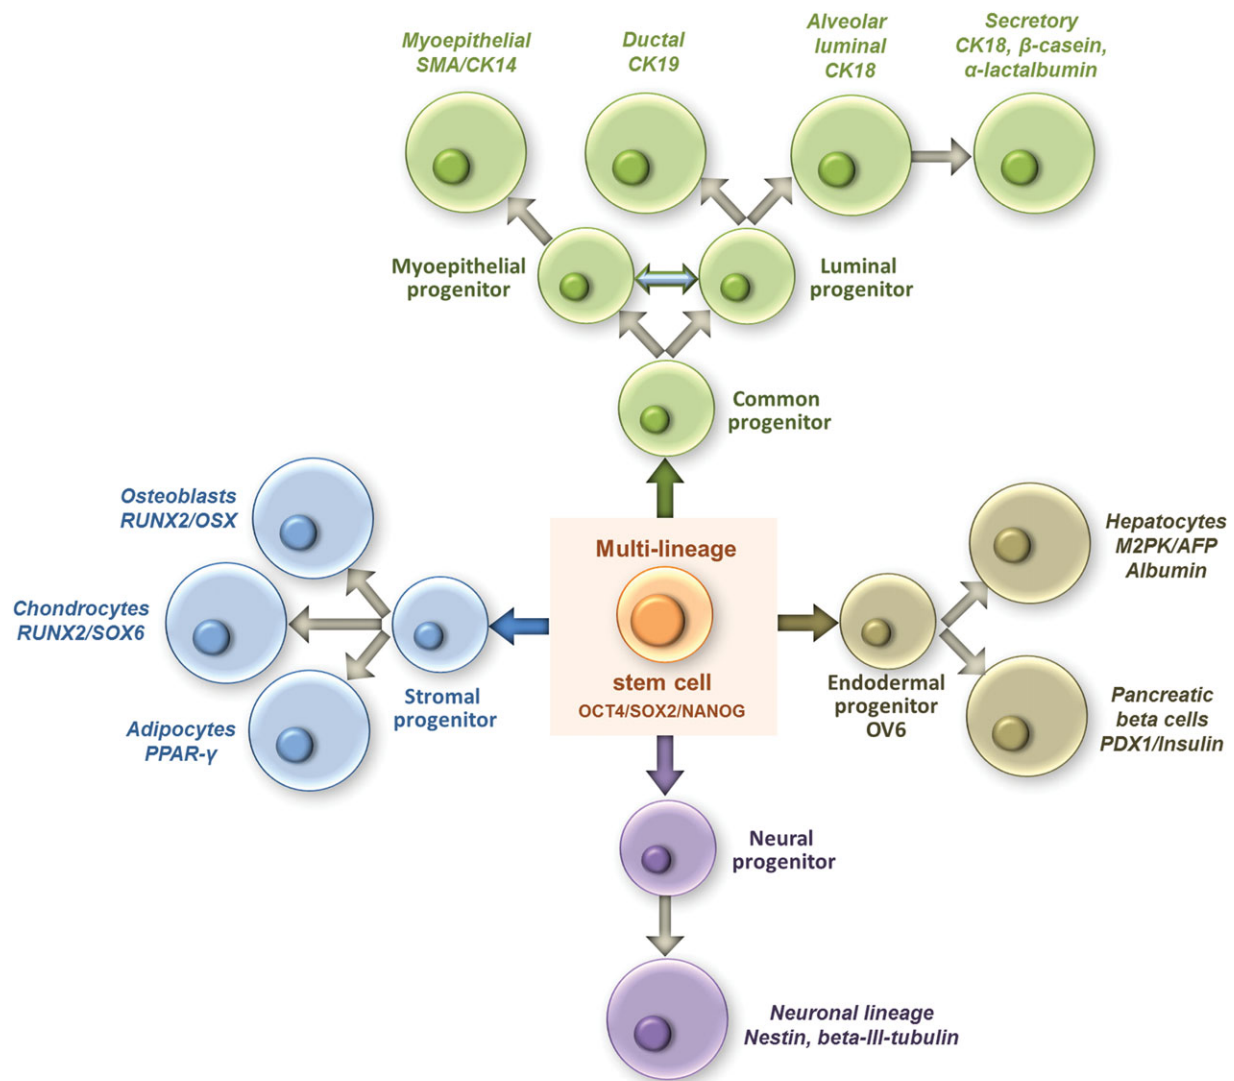 Myoepithelial
SMA/CK14
Ductal
CK19
Alveolar
luminal
CK18
Secretory
CK18, β-casein,
α-lactalbumin
Myoepithelial
progenitor
Luminal
progenitor
Common
progenitor
Osteoblasts
RUNX2/OSX
Chondrocytes
RUNX2/SOX6
Adipocytes
PPAR-γ
Stromal
progenitor
Multi-lineage
stem cell
OCT4/SOX2/NANOG
Endodermal
progenitor
OV6
Hepatocytes
M2PK/AFP
Albumin
Pancreatic
beta cells
PDX1/Insulin
Neural
progenitor
Neuronal lineage
Nestin, beta-III-tubulin